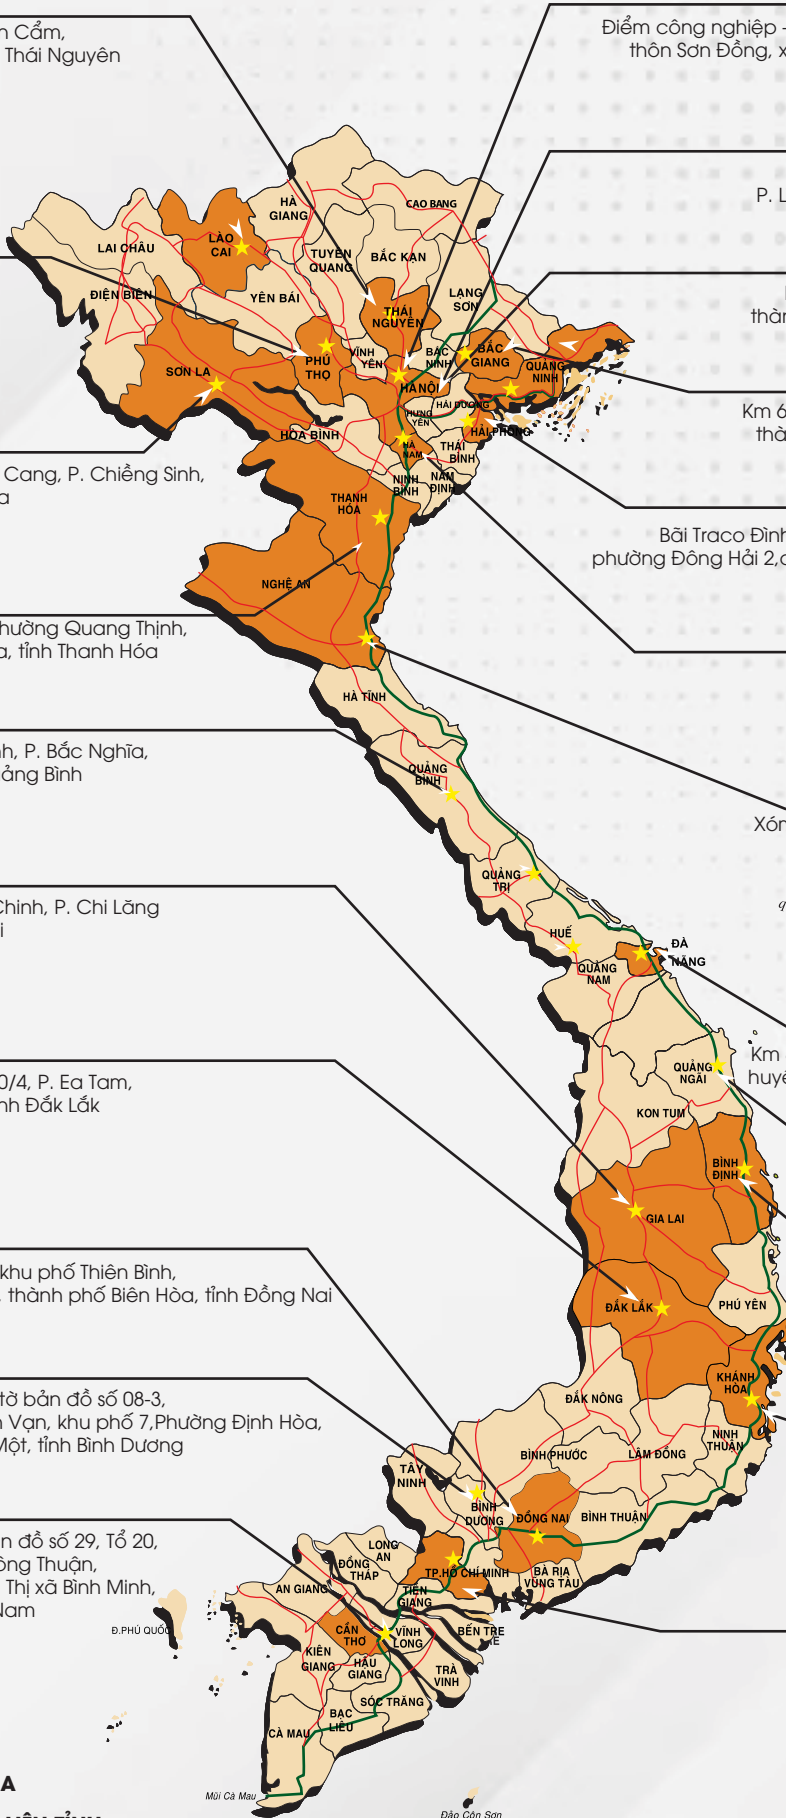 n Cẩm,
Thái Nguyên
Điểm công nghiệp -
thôn Sơn Đồng, x
P. L
thàn
Km 6
thà
Cang, P. Chiềng Sinh,
a
Bãi Traco Đình
phường Đông Hải 2,
hường Quang Thịnh,
a, tỉnh Thanh Hóa
nh, P. Bắc Nghĩa,
ảng Bình
Xón
Chinh, P. Chi Lăng
i
q
Km
huyệ
0/4, P. Ea Tam,
nh Đắk Lắk
khu phố Thiên Bình,
, thành phố Biên Hòa, tỉnh Đồng Nai
tờ bản đồ số 08-3,
n Vạn, khu phố 7,Phường Định Hòa,
Một, tỉnh Bình Dương
n đồ số 29, Tổ 20,
ông Thuận,
Thị xã Bình Minh,
Nam
HÀ
GIANG
CAO BANG
LÀO
CAI
LAI CHÂU
TUYÊN
QUANG
BẮC KẠN
ĐIỆN BIÊN
YÊN BÁI
LẠNG
SƠN
THÁI
NGUYÊN
PHÚ
THỌ
VĨNH
YÊN
BẮC
NINH
BẮC
GIANG
QUẢNG
NINH
SƠN LA
HÀ NỘI
HẢI DƯƠNG
HƯNG
YÊN
HẢI PHÒNG
HÒA BÌNH
HÀ
NAM
THÁI
BÌNH
NINH
BÌNH
NAM
ĐỊNH
THANH
HÓA
NGHỆ AN
HÀ TĨNH
QUẢNG
BÌNH
QUẢNG
TRỊ
HUẾ
ĐÀ
NẴNG
QUẢNG
NAM
QUẢNG
NGÃI
KON TUM
BÌNH
ĐỊNH
GIA LAI
ĐẮK LẮK
PHÚ YÊN
KHÁNH
HÒA
ĐẮK NÔNG
NINH
THUẬN
BÌNH PHƯỚC
LÂM ĐỒNG
TÂY
NINH
BÌNH
DƯƠNG
ĐỒNG NAI
BÌNH THUẬN
LONG
AN
ĐỒNG
THÁP
TP.HỒ CHÍ MINH
BÀ RỊA
VŨNG TÀU
AN GIANG
TIỀN
GIANG
Đ.PHÚ QUỐC
CẦN
THƠ
VĨNH
LONG
BẾN TRE
KIÊN
GIANG
HẬU
GIANG
TRÀ
VINH
SÓC TRĂNG
BẠC
LIÊU
CÀ MAU
Mũi Cà Mau
Đảo Côn Sơn
A